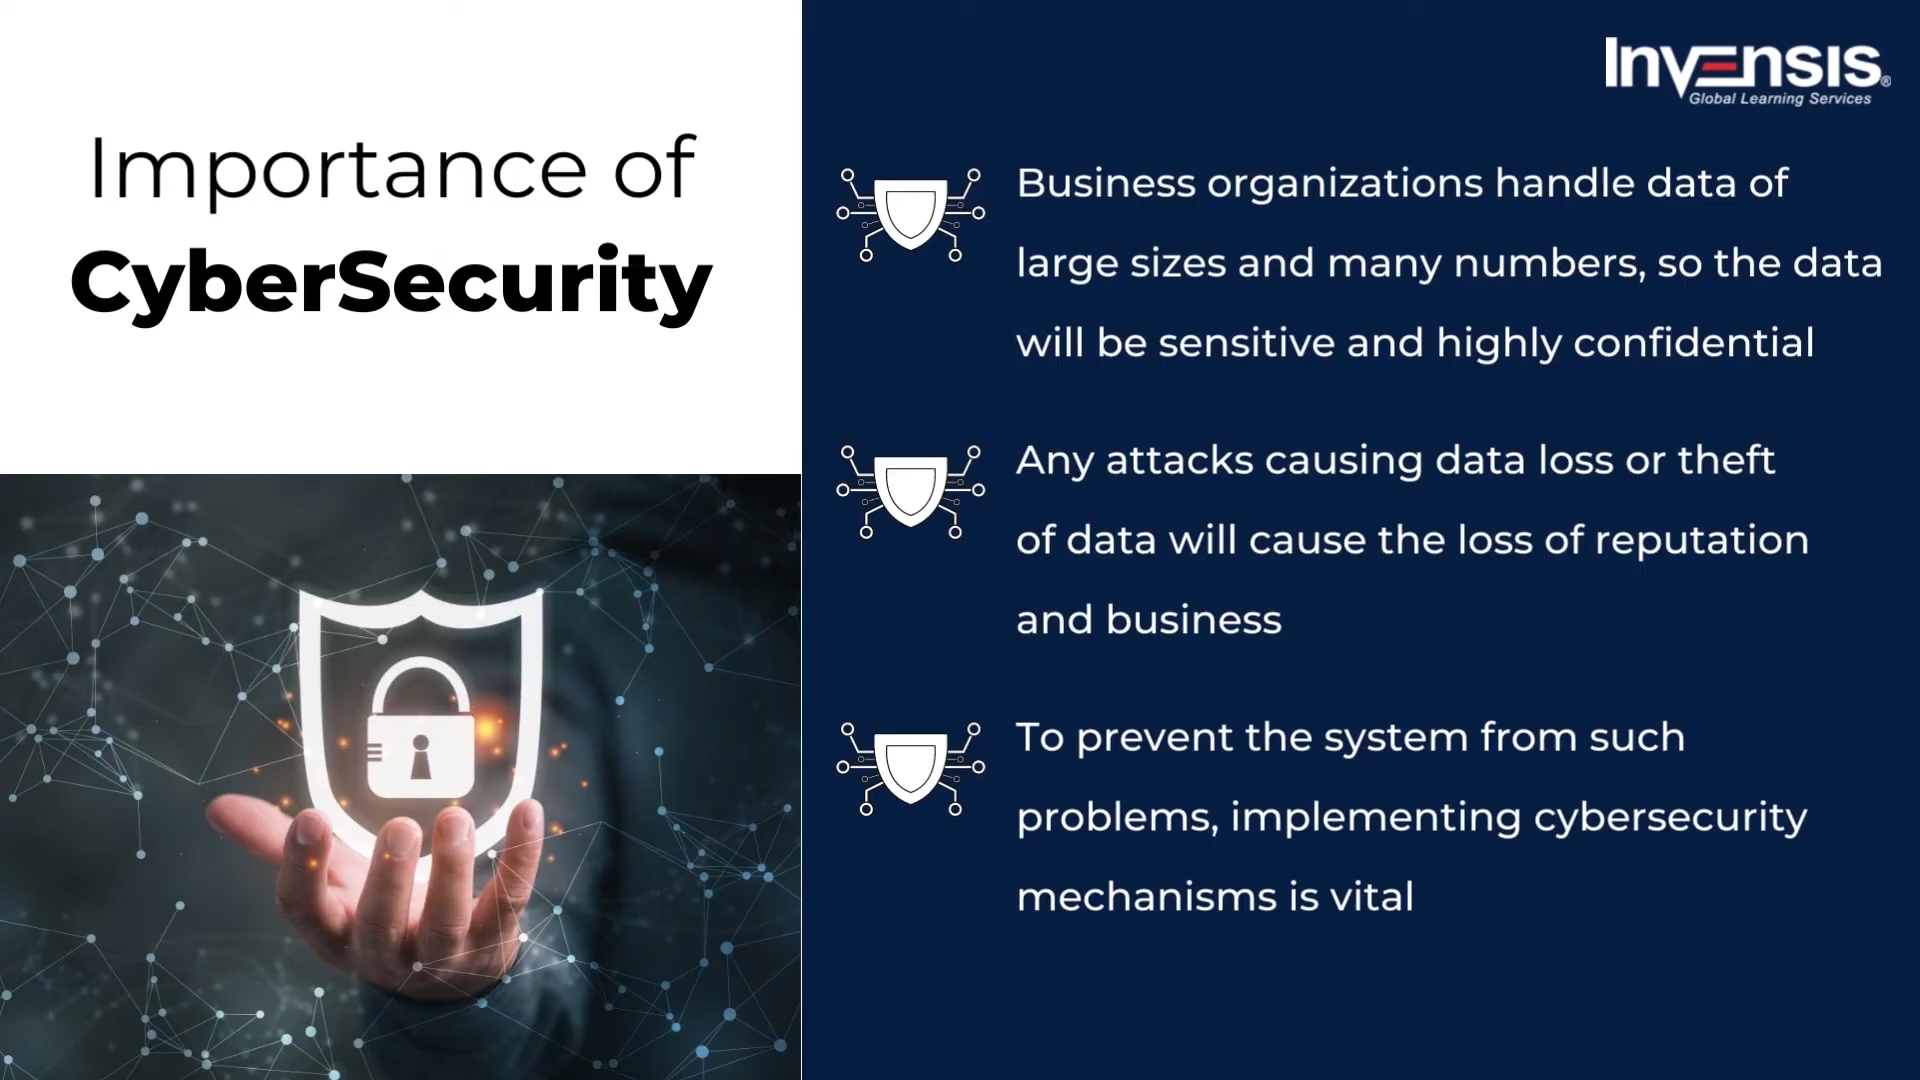 Importance of
CyberSecurity
Invensis®
Global Learning Services
Business organizations handle data of
large sizes and many numbers, so the data
will be sensitive and highly confidential
Any attacks causing data loss or theft
of data will cause the loss of reputation
and business
To prevent the system from such
problems, implementing cybersecurity
mechanisms is vital